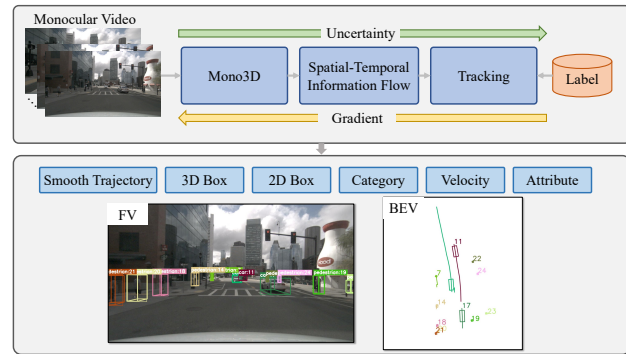 Monocular Video
Uncertainty
Mono3D
Spatial-Temporal
Information Flow
Tracking
Label
Gradient
Smooth Trajectory
3D Box
2D Box
Category
Velocity
Attribute
FV
BEV
11
22
7
24
14
17
23
18
19
21